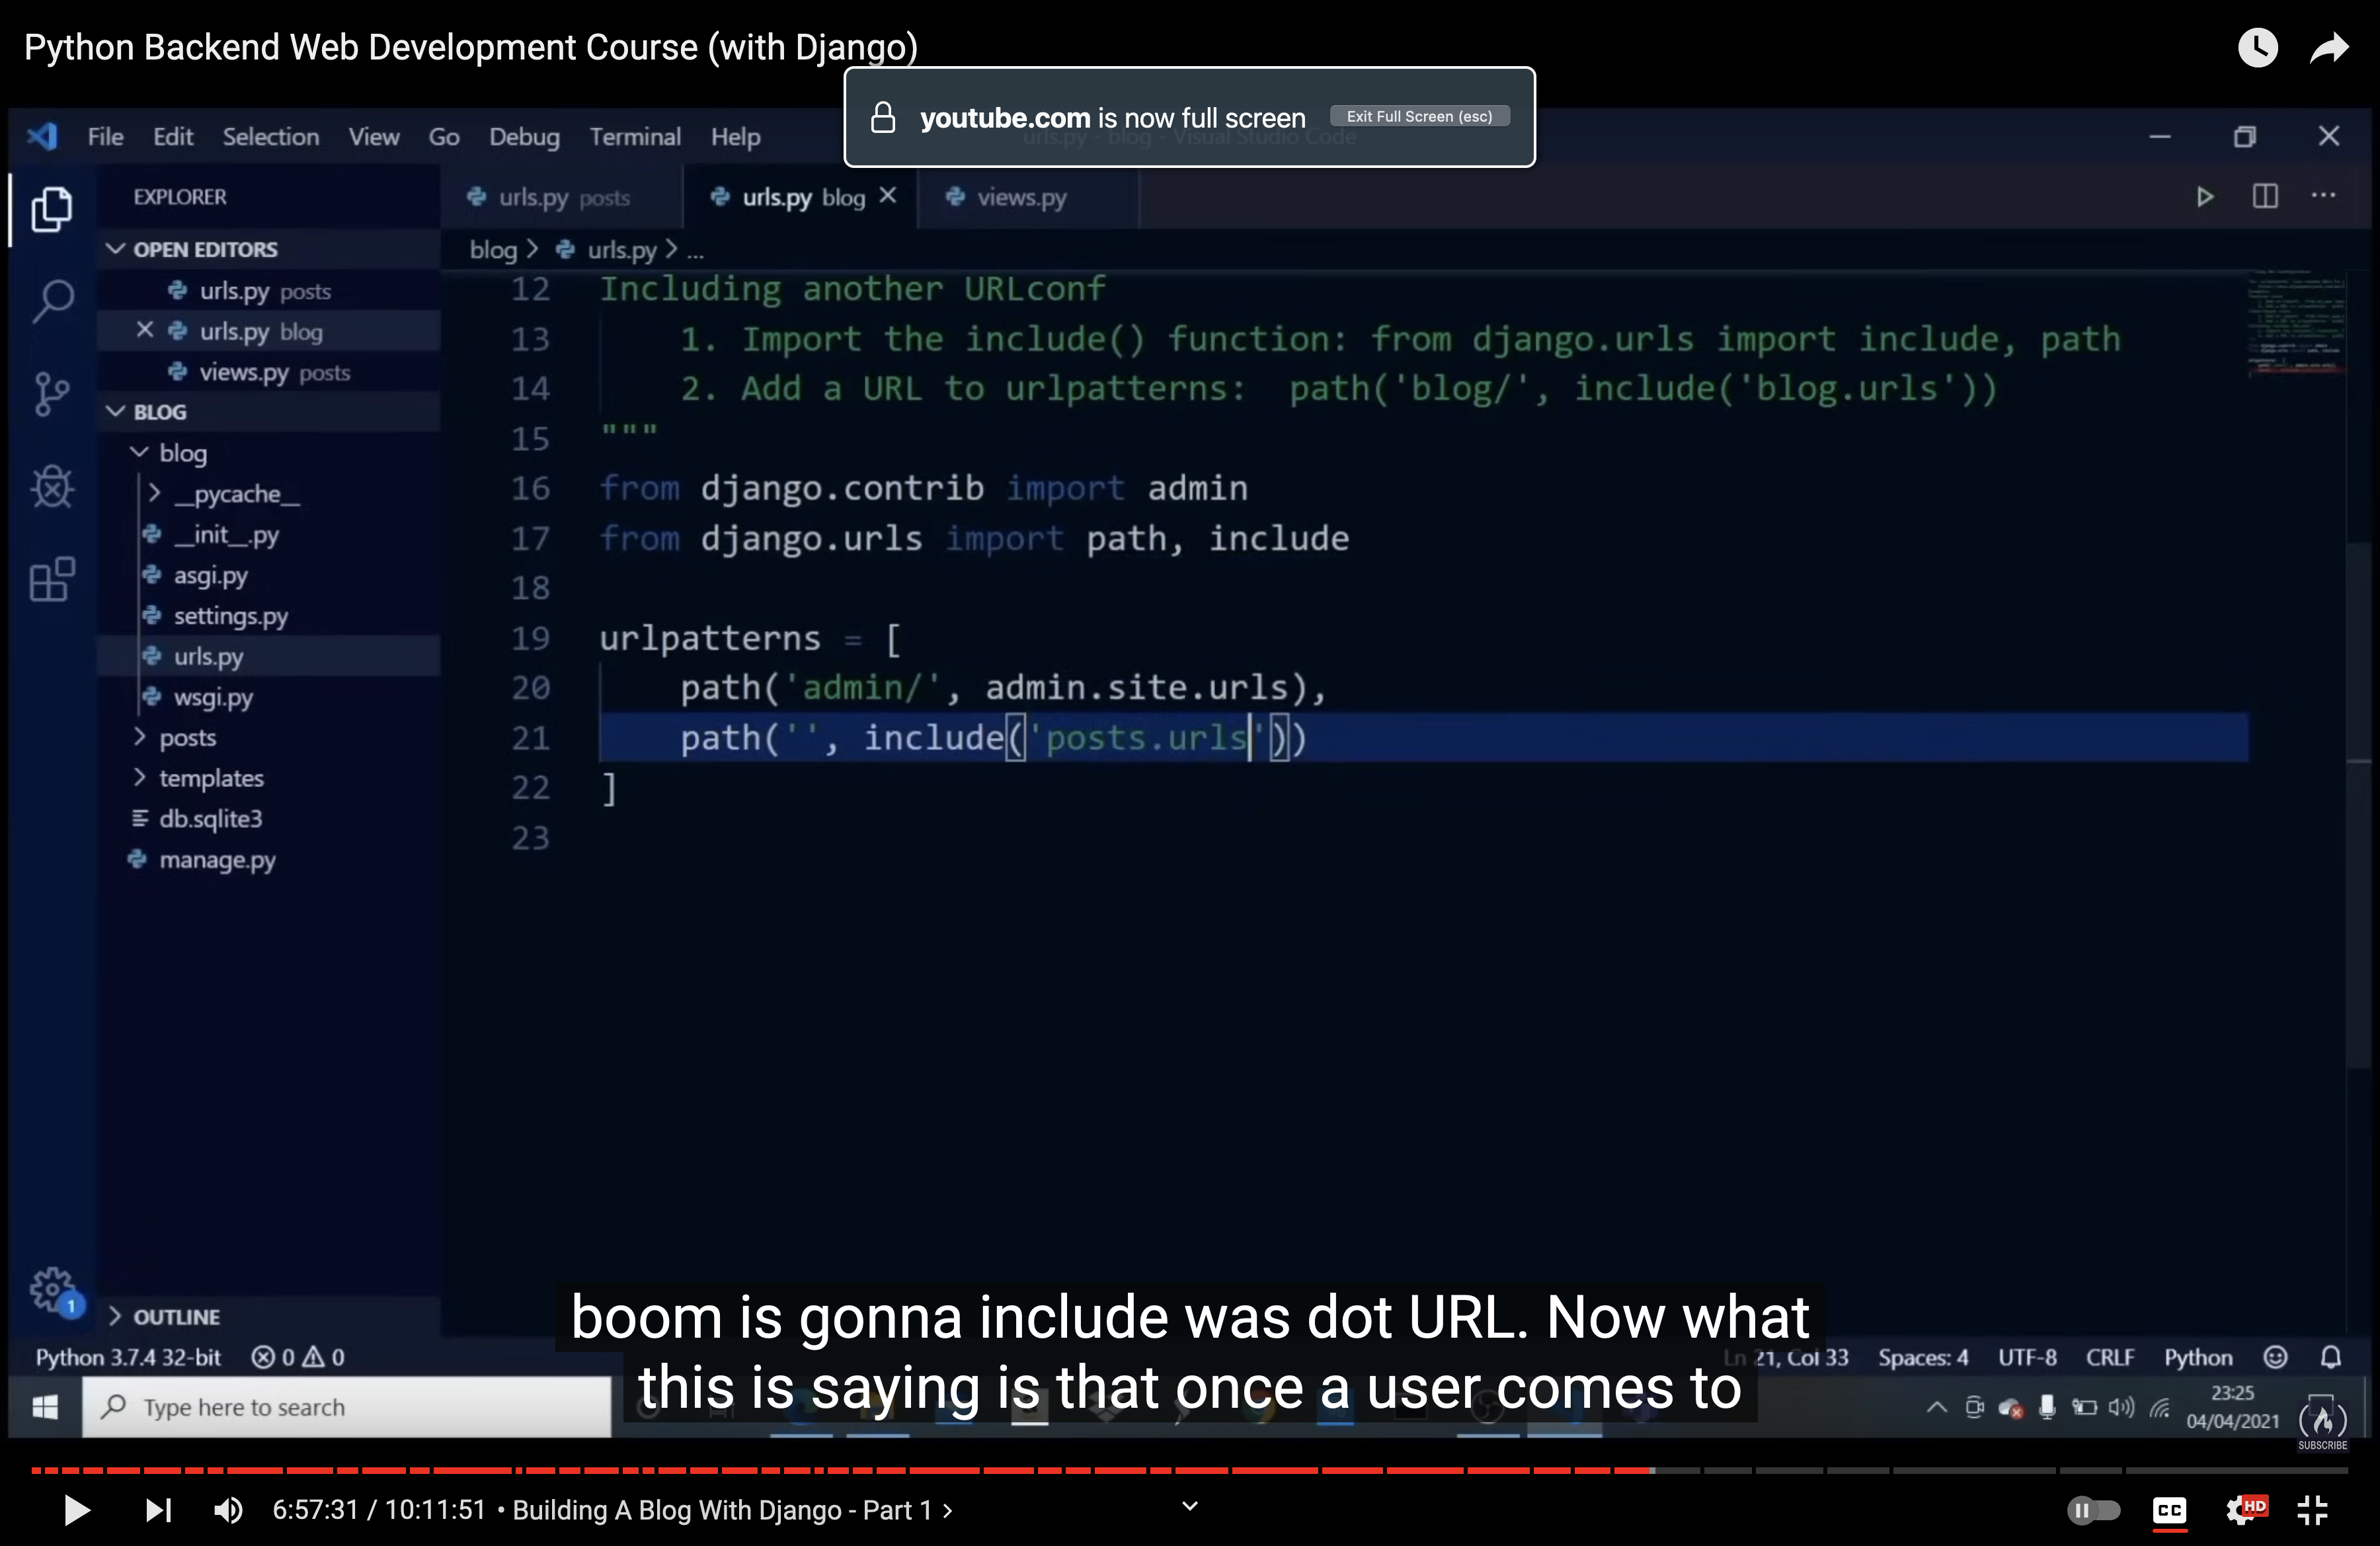 Python Backend Web Development Course (with Django)
youtube.com is now full screen Exit Full Screen (esc)
File Edit Selection View Go Debug Terminal Help urls.py - blog - Visual Studio Code
EXPLORER
urls.py posts urls.py blog views.py
OPEN EDITORS
blog > urls.py > ...
urls.py posts
urls.py blog
views.py posts
BLOG
blog
__pycache__
__init__.py
asgi.py
settings.py
urls.py
wsgi.py
posts
templates
db.sqlite3
manage.py
OUTLINE
12 Including another URLconf
13 1. Import the include() function: from django.urls import include, path
14 2. Add a URL to urlpatterns:  path('blog/', include('blog.urls'))
15 """
16 from django.contrib import admin
17 from django.urls import path, include
18
19 urlpatterns = [
20 path('admin/', admin.site.urls),
21 path('', include('posts.urls'))
22 ]
23
boom is gonna include was dot URL. Now what
this is saying is that once a user comes to
1
Python 3.7.4 32-bit 0 0 Ln 21, Col 33 Spaces: 4 UTF-8 CRLF Python
Type here to search
23:25
04/04/2021
SUBSCRIBE
6:57:31 / 10:11:51 • Building A Blog With Django - Part 1 >
CC
HD